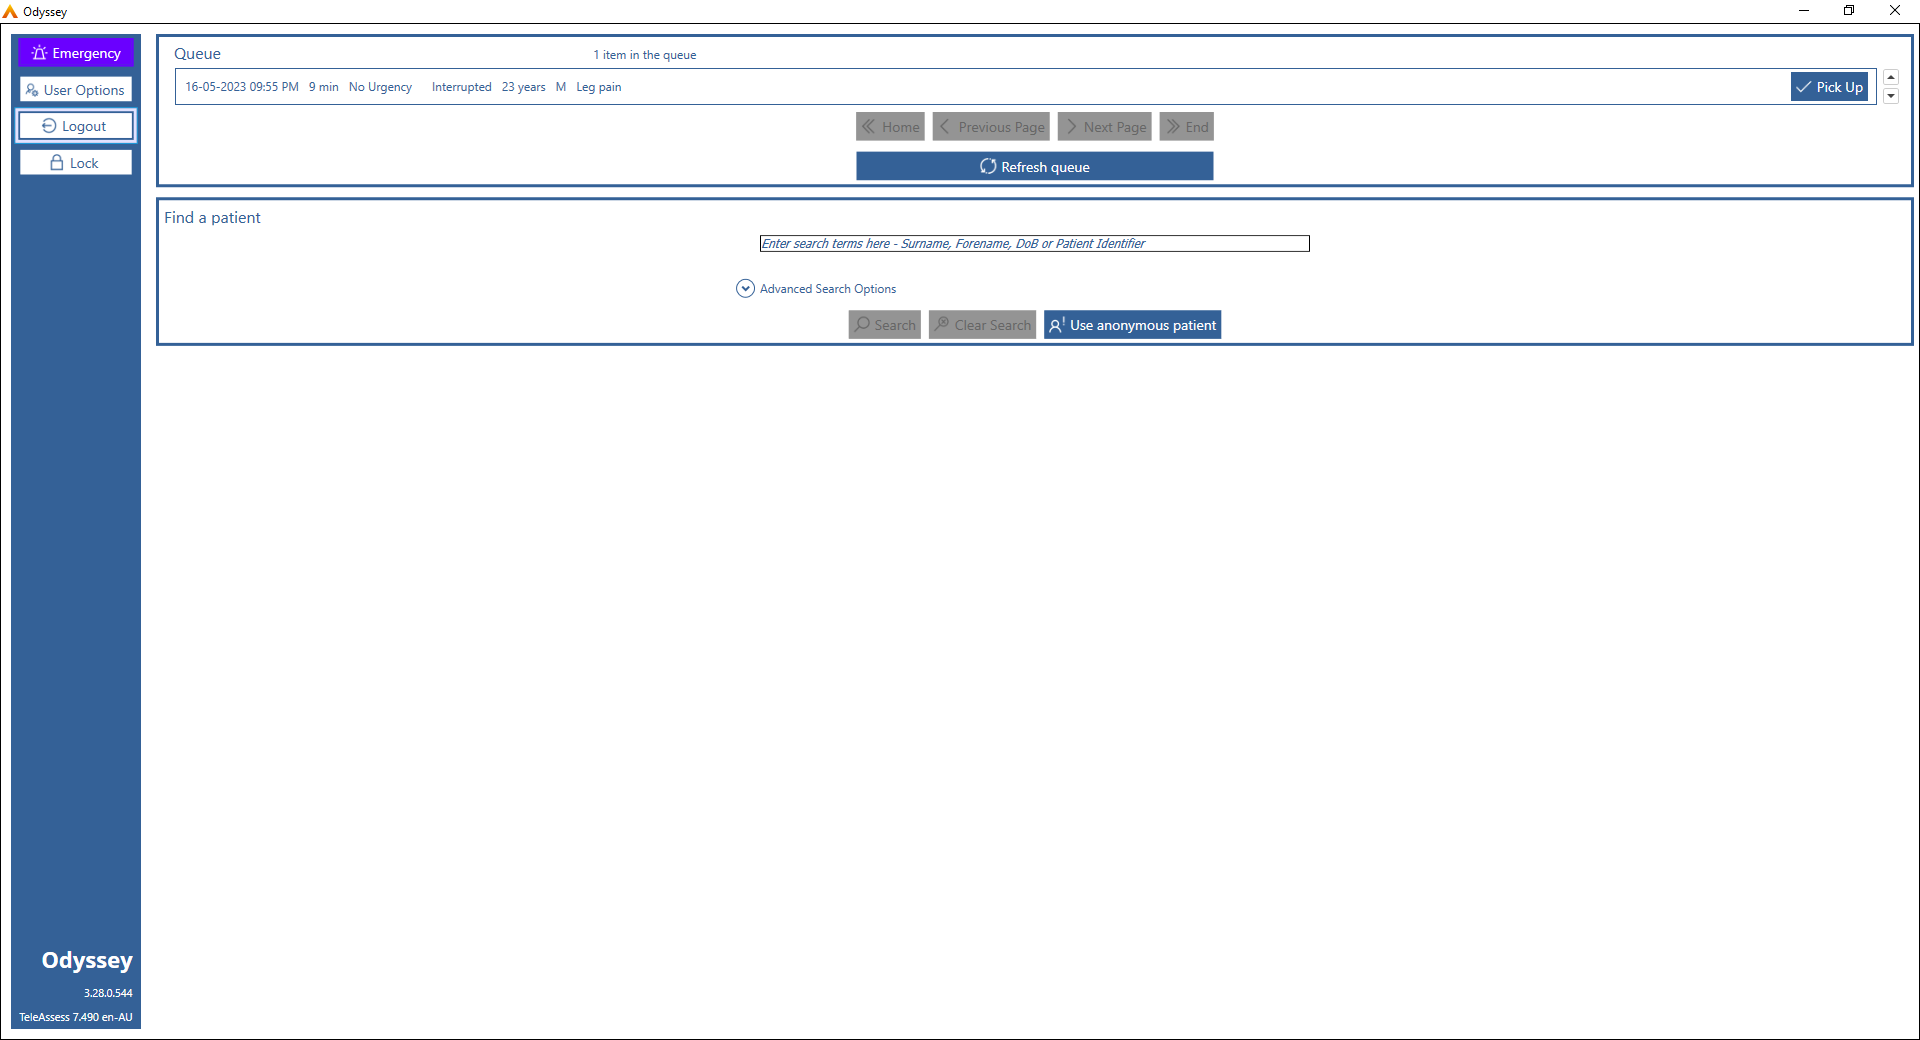 Odyssey
Emergency
User Options
Logout
Lock
Queue
1 item in the queue
16-05-2023 09:55 PM 9 min No Urgency Interrupted 23 years M Leg pain
Pick Up
Home Previous Page Next Page End
Refresh queue
Find a patient
Enter search terms here - Surname, Forename, DoB or Patient Identifier
Advanced Search Options
Search Clear Search Use anonymous patient
Odyssey
3.28.0.544
TeleAssess 7.490 en-AU